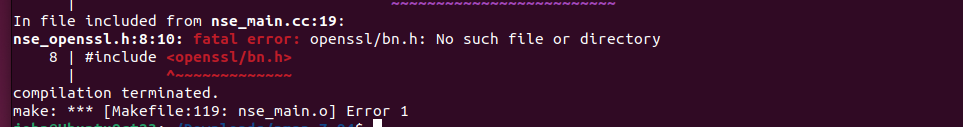 |
~~~~~~~~~~~~~~~~~~~~~~~~~
In file included from nse_main.cc:19:
nse_openssl.h:8:10: fatal error: openssl/bn.h: No such file or directory
8 | #include <openssl/bn.h>
| ^~~~~~~~~~~~~~
compilation terminated.
make: *** [Makefile:119: nse_main.o] Error 1